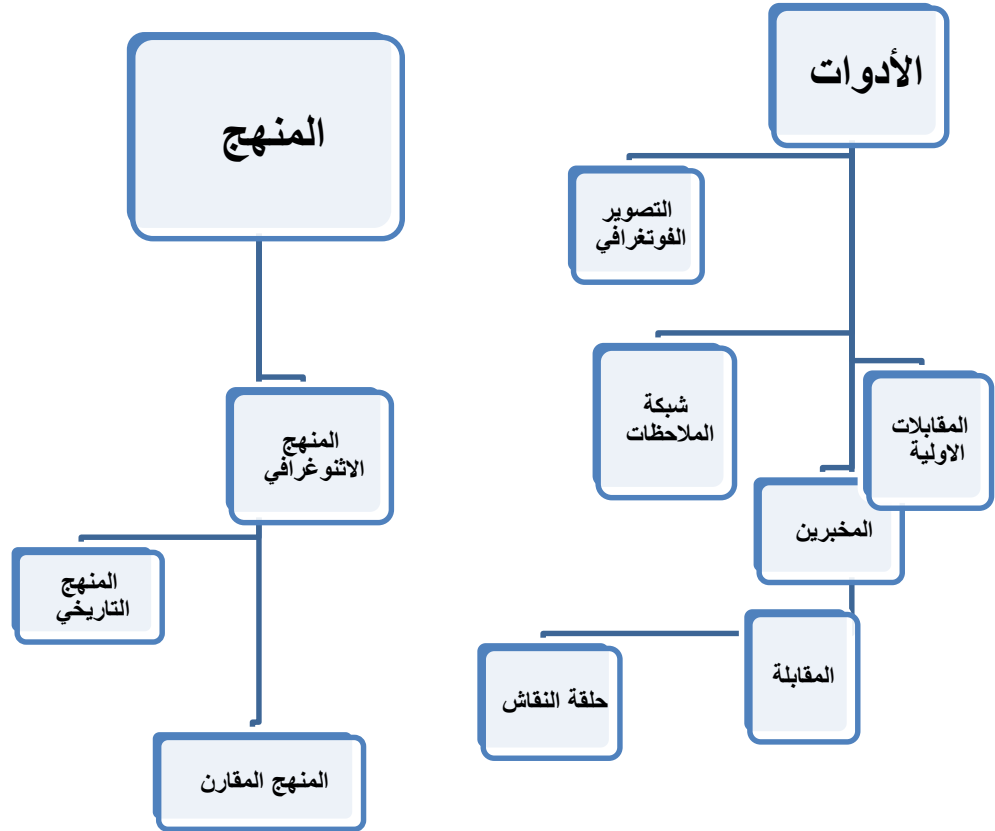 الأدوات
التصوير
الفوتغرافي
شبكة
الملاحظات
المقابلات
الاولية
المخبرين
المقابلة
حلقة النقاش
المنهج
المنهج
الاثنوغرافي
المنهج
التاريخي
المنهج المقارن